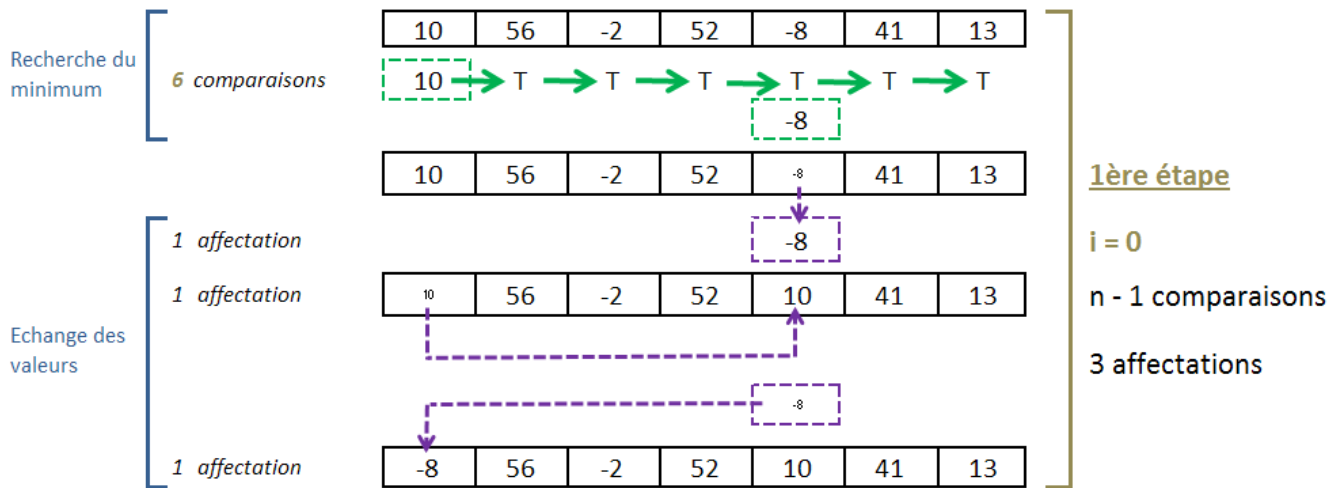 10 56 -2 52 -8 41 13
Recherche du
minimum
6 comparaisons
10 T T T T T T
-8
10 56 -2 52 -8 41 13
1ère étape
1 affectation
-8
i = 0
1 affectation
10 56 -2 52 10 41 13
n - 1 comparaisons
Echange des
valeurs
3 affectations
-8
1 affectation
-8 56 -2 52 10 41 13